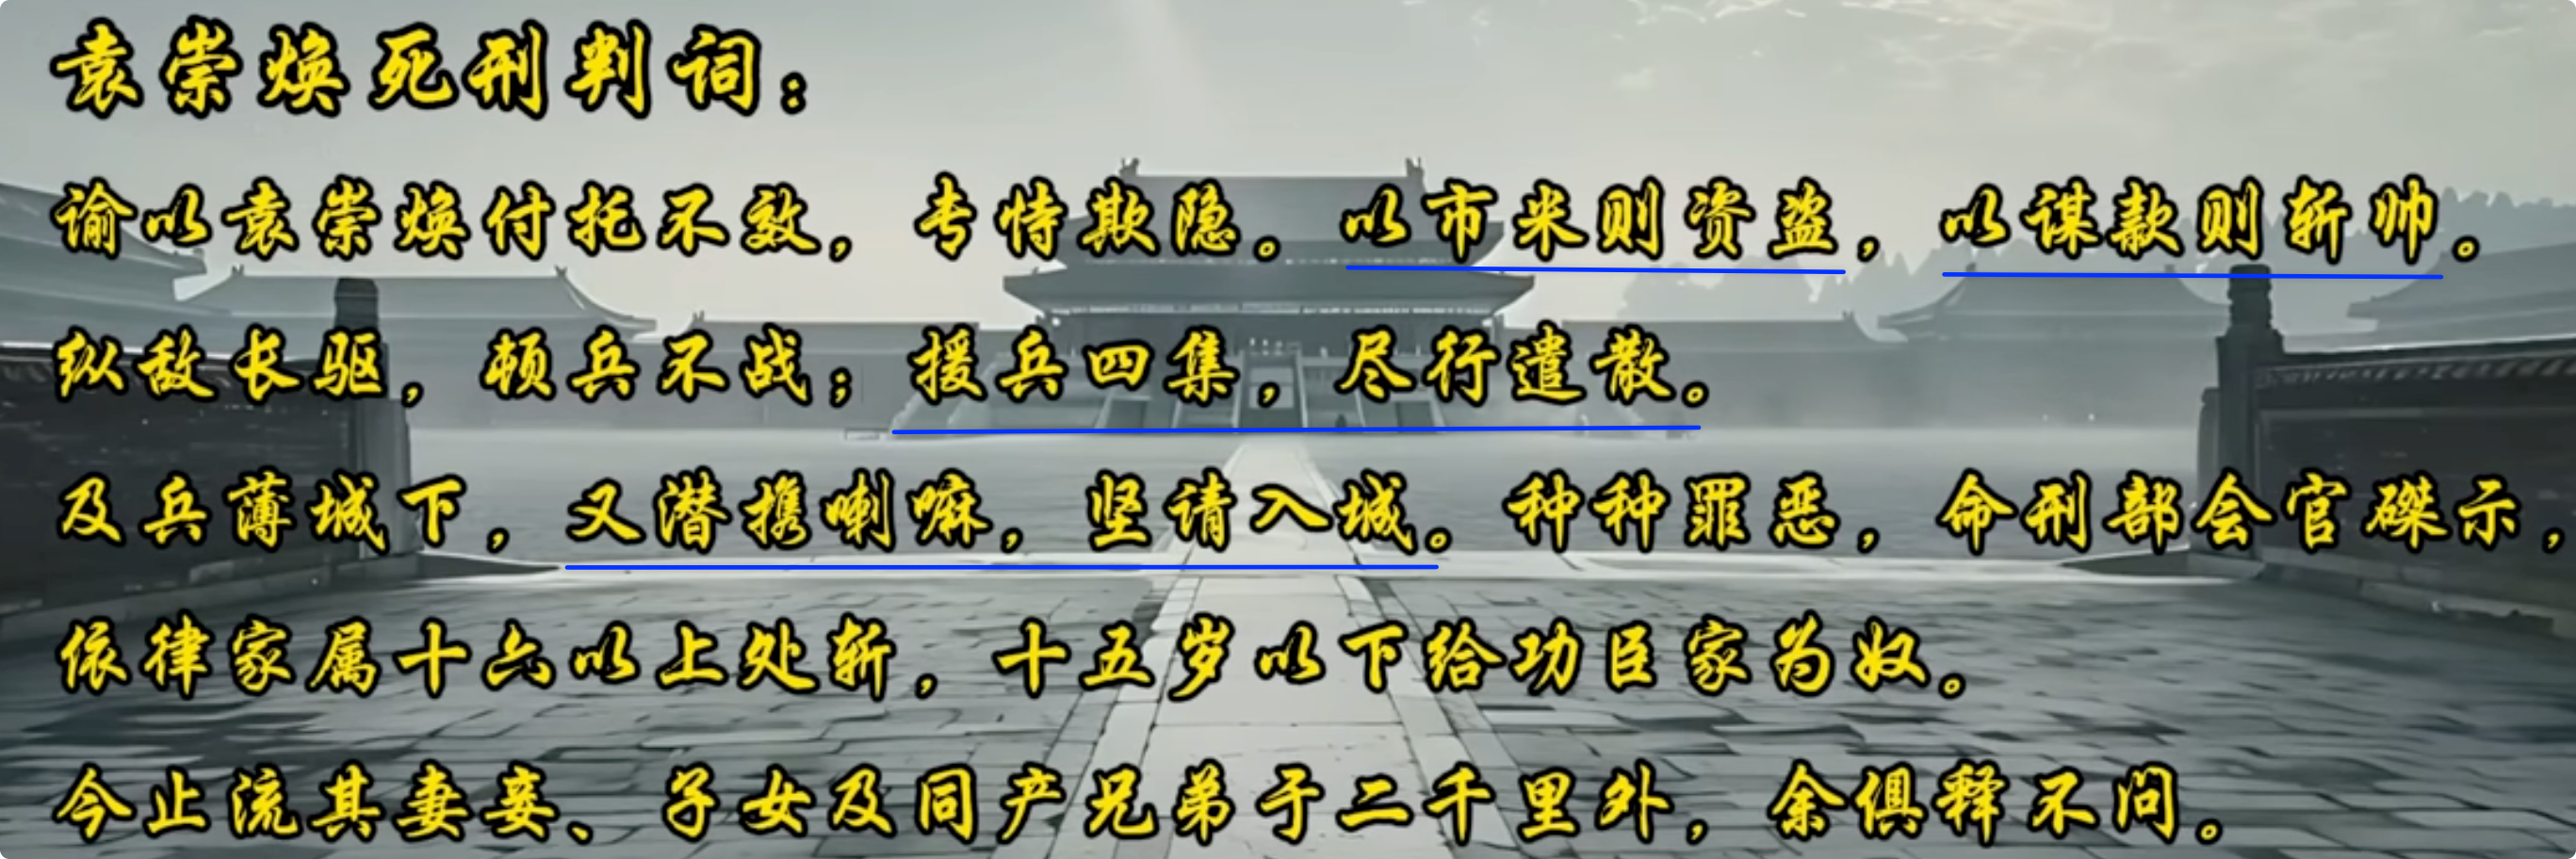 袁崇焕死刑判词：
谕以袁崇焕付托不效，专恃欺隐。以市米则资盗，以谋款则斩帅。
纵敌长驱，顿兵不战；援兵四集，尽行遣散。
及兵薄城下，又潜携喇嘛，坚请入城。种种罪恶，命刑部会官磔示，
依律家属十六以上处斩，十五岁以下给功臣家为奴。
今止流其妻妾、子女及同产兄弟于二千里外，余俱释不问。